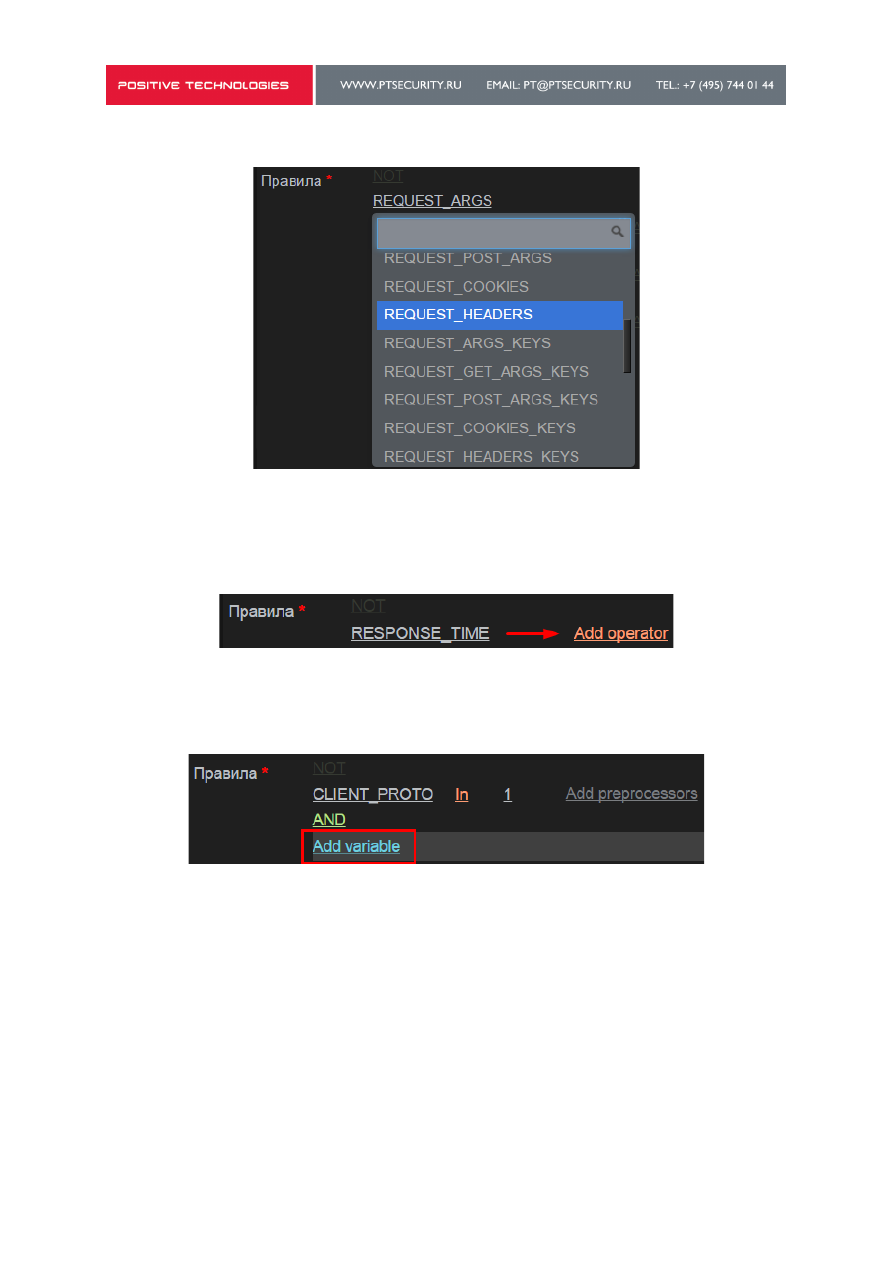 POSITIVE TECHNOLOGIES WWW.PTSECURITY.RU EMAIL: PT@PTSECURITY.RU TEL.: +7 (495) 744 01 44
Правила * NOT
REQUEST_ARGS
REQUEST_POST_ARGS
REQUEST_COOKIES
REQUEST_HEADERS
REQUEST_ARGS_KEYS
REQUEST_GET_ARGS_KEYS
REQUEST_POST_ARGS_KEYS
REQUEST_COOKIES_KEYS
REQUEST_HEADERS_KEYS
Правила * NOT
RESPONSE_TIME Add operator
Правила * NOT
CLIENT_PROTO In 1 Add preprocessors
AND
Add variable